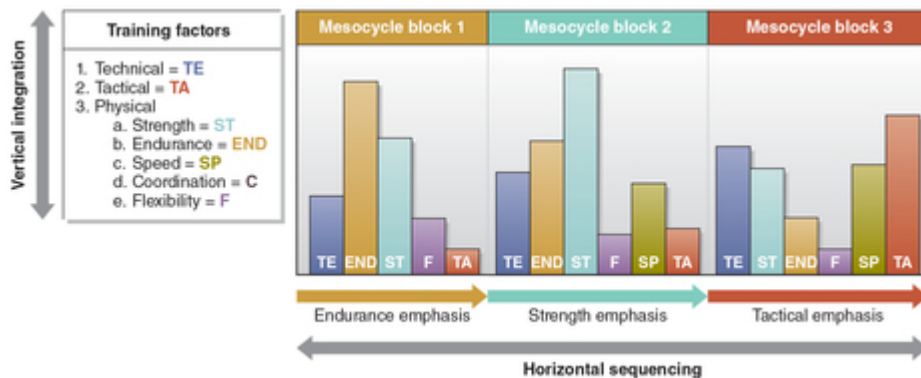 Vertical integration
Training factors
1. Technical = TE
2. Tactical = TA
3. Physical
a. Strength = ST
b. Endurance = END
c. Speed = SP
d. Coordination = C
e. Flexibility = F
Mesocycle block 1
Mesocycle block 2
Mesocycle block 3
TE END ST F TA
TE END ST F SP TA
TE ST END F SP TA
Endurance emphasis
Strength emphasis
Tactical emphasis
Horizontal sequencing